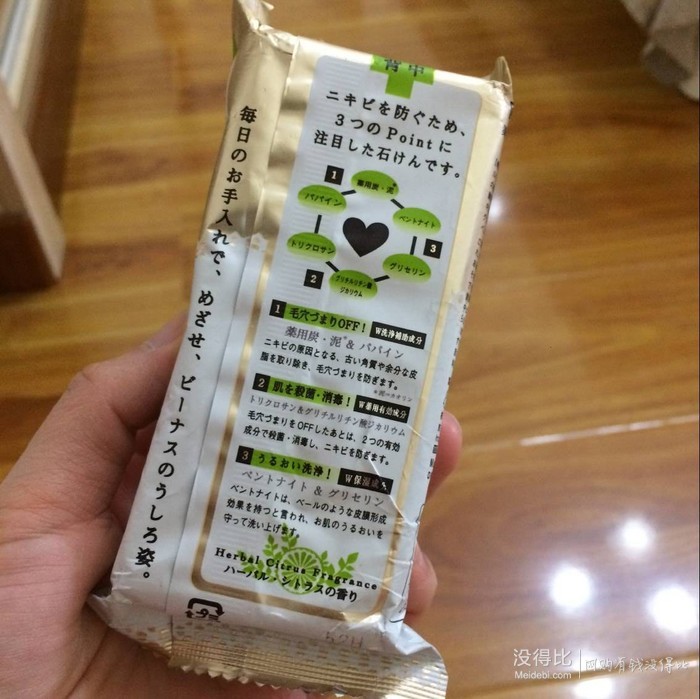 背中
ニキビを防ぐため、
3つのPointに
注目した石けんです。
1
薬用炭・泥*
パパイン
ベントナイト
3
トリクロサン
グリセリン
2
グリチルリチン酸
ジカリウム
1 毛穴づまりOFF! W洗浄補助成分
薬用炭・泥*&パパイン
ニキビの原因となる、古い角質や余分な皮
脂を取り除き、毛穴づまりを防ぎます。
2 肌を殺菌・消毒! W薬用有効成分
トリクロサン&グリチルリチン酸ジカリウム
毛穴づまりをOFFしたあとは、2つの有効
成分で殺菌・消毒し、ニキビを防ぎます。
3 うるおい洗浄! W保湿成
ベントナイト & グリセリン
ベントナイトは、ベールのような皮膜形成
効果を持つと言われ、お肌のうるおいを
守って洗い上げます。
Herbal Citrus Fragrance
ハーバル・シトラスの香り
毎日のお手入れで、めざせ、ビーナスのうしろ姿。
没得比
Meidebi.com